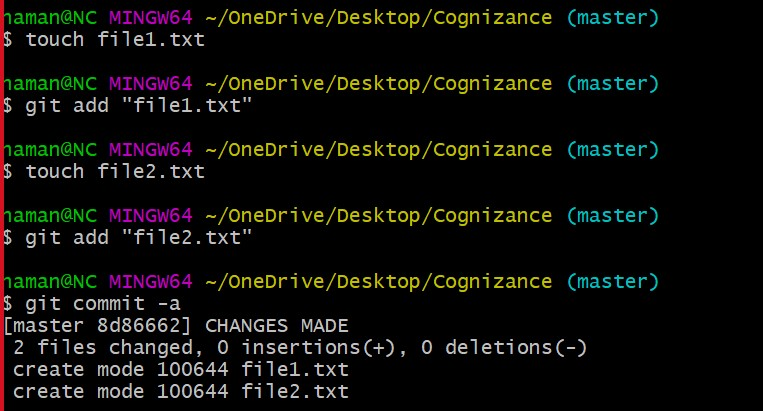 naman@NC MINGW64 ~/OneDrive/Desktop/Cognizance (master)
$ touch file1.txt
naman@NC MINGW64 ~/OneDrive/Desktop/Cognizance (master)
$ git add "file1.txt"
naman@NC MINGW64 ~/OneDrive/Desktop/Cognizance (master)
$ touch file2.txt
naman@NC MINGW64 ~/OneDrive/Desktop/Cognizance (master)
$ git add "file2.txt"
naman@NC MINGW64 ~/OneDrive/Desktop/Cognizance (master)
$ git commit -a
[master 8d86662] CHANGES MADE
 2 files changed, 0 insertions(+), 0 deletions(-)
 create mode 100644 file1.txt
 create mode 100644 file2.txt